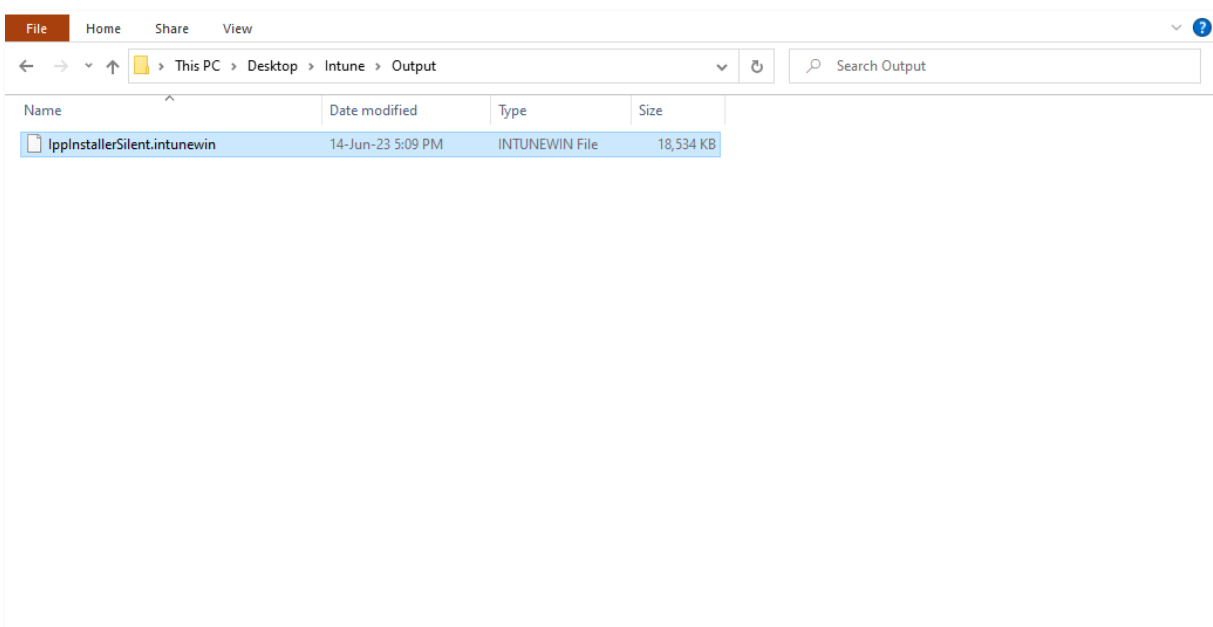 File Home Share View
This PC > Desktop > Intune > Output Search Output
Name Date modified Type Size
IppInstallerSilent.intunewin 14-Jun-23 5:09 PM INTUNEWIN File 18,534 KB